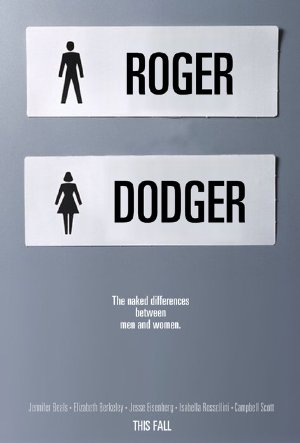 ROGER
DODGER
The naked differences
between
men and women.
Jennifer Beals • Elizabeth Berkeley • Jesse Eisenberg • Isabella Rossellini • Campbell Scott
THIS FALL